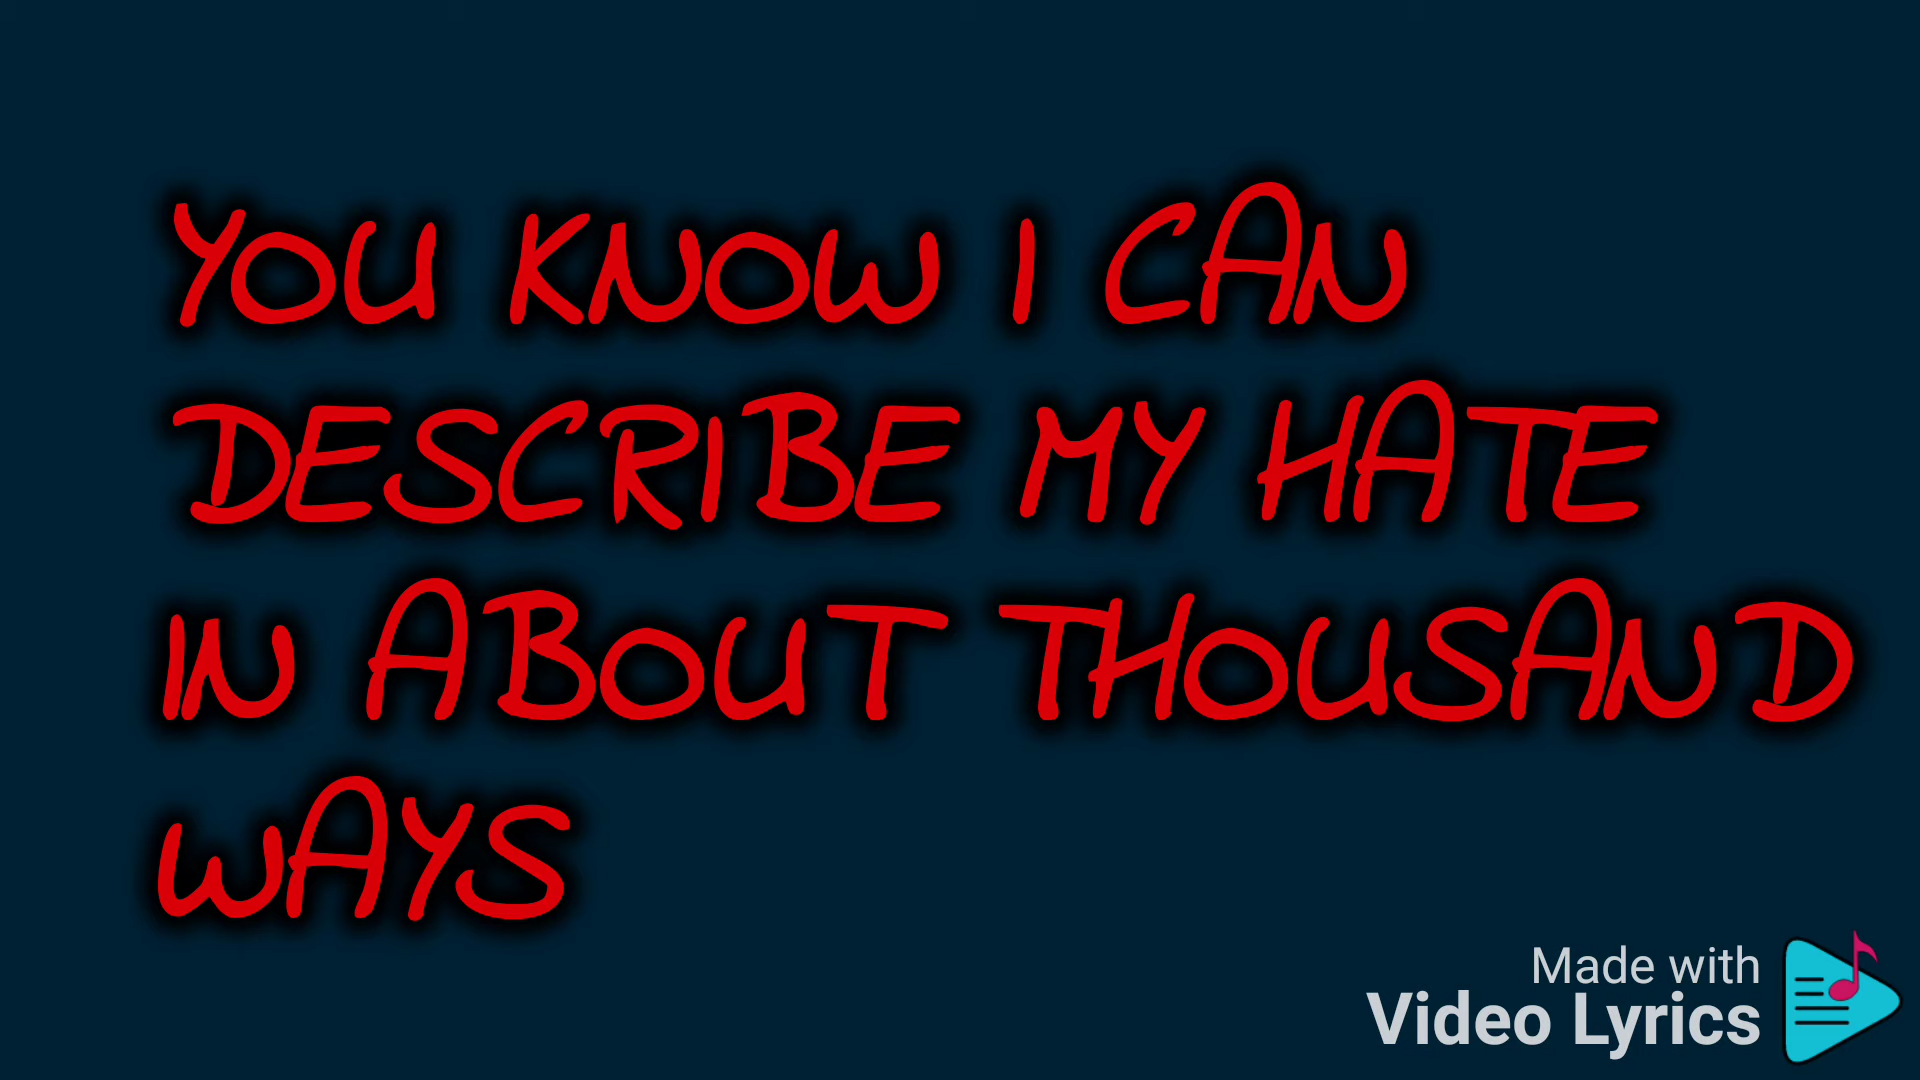 YOU KNOW I CAN
DESCRIBE MY HATE
IN ABOUT THOUSAND
WAYS
Made with
Video Lyrics